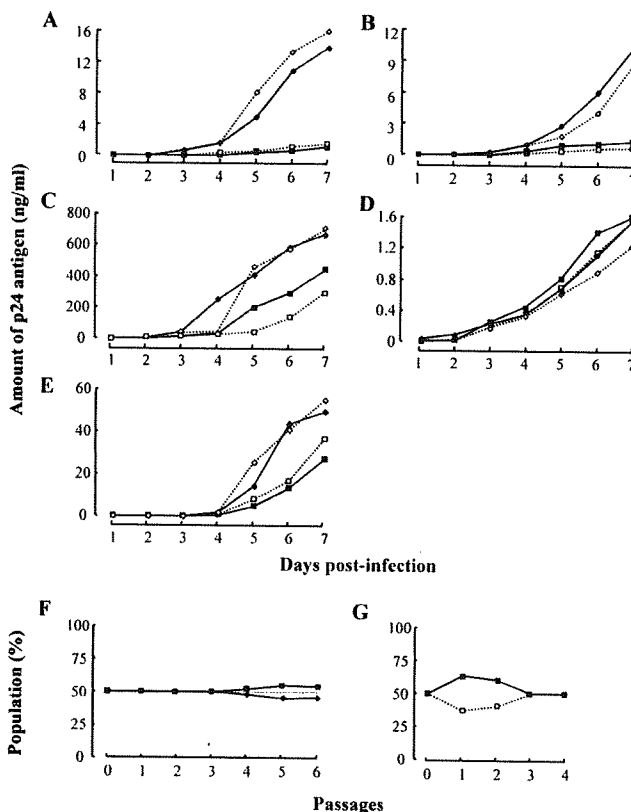 A
B
16
12
8
4
0
1 2 3 4 5 6 7
12
9
6
3
0
1 2 3 4 5 6 7
C
D
800
600
400
200
0
1 2 3 4 5 6 7
1.6
1.2
0.8
0.4
0
1 2 3 4 5 6 7
E
60
40
20
0
1 2 3 4 5 6 7
Amount of p24 antigen (ng/ml)
Days post-infection
F
G
100
75
50
25
0
0 1 2 3 4 5 6
100
75
50
25
0
0 1 2 3 4
Population (%)
Passages